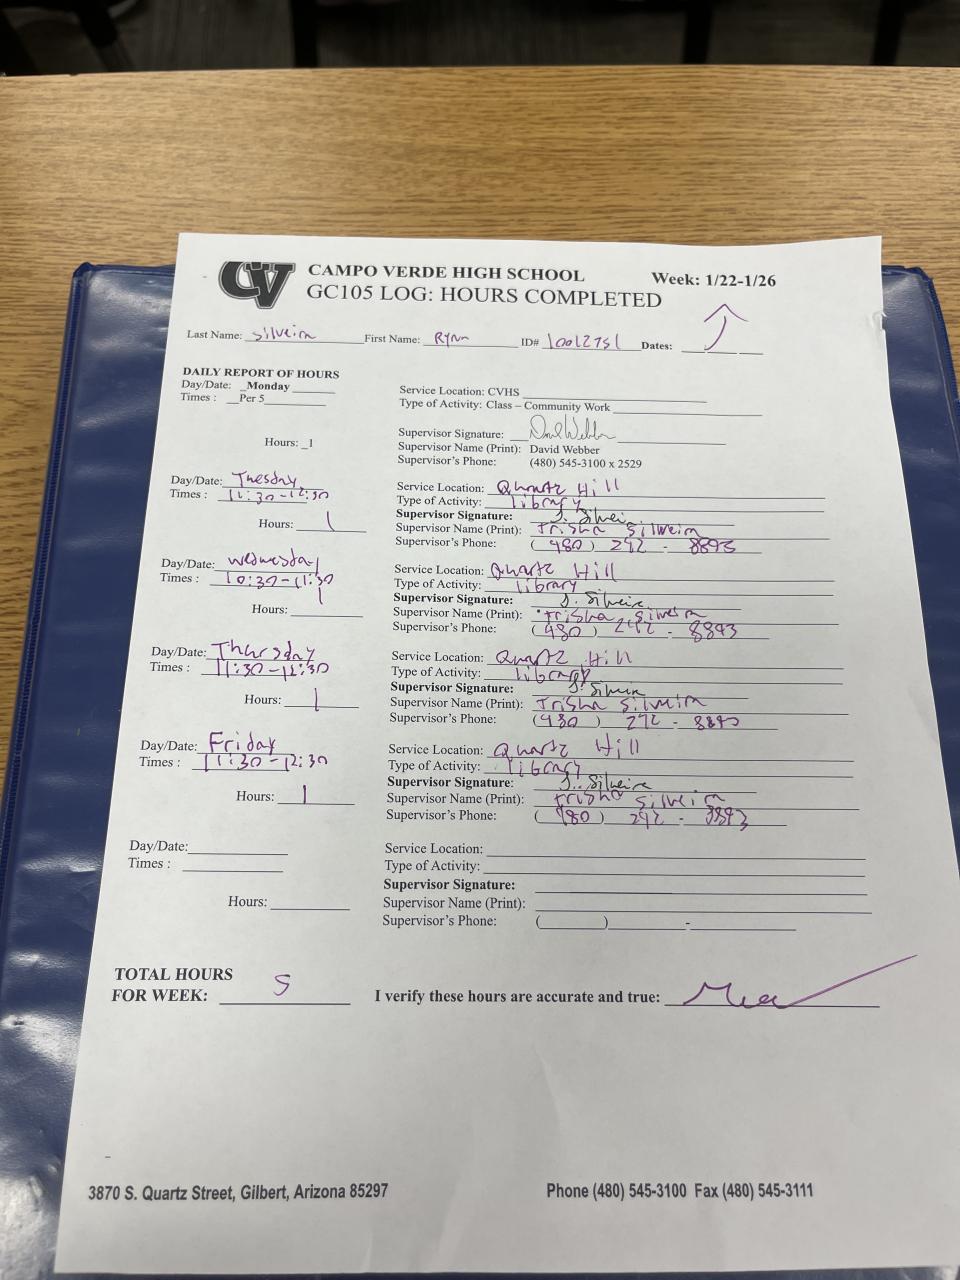 CV
CAMPO VERDE HIGH SCHOOL Week: 1/22-1/26
GC105 LOG: HOURS COMPLETED
Last Name: Silveira First Name: Ryan ID# Dates:
DAILY REPORT OF HOURS
Day/Date: Monday Service Location: CVHS
Times : Per 5 Type of Activity: Class – Community Work
Supervisor Signature: David Webber
Hours: 1 Supervisor Name (Print): David Webber
Supervisor's Phone: (480) 545-3100 x 2529
Day/Date: Tuesday Service Location: Quartz Hill
Times : 11:30-12:30 Type of Activity: library
Supervisor Signature: J. Silveira
Hours: 1 Supervisor Name (Print): Trisha Silveira
Supervisor's Phone: (480) 292 - 8893
Day/Date: Wednesday Service Location: Quartz Hill
Times : 10:30-11:30 Type of Activity: library
Supervisor Signature: J. Silveira
Hours: 1 Supervisor Name (Print): Trisha Silveira
Supervisor's Phone: (480) 292 - 8893
Day/Date: Thursday Service Location: Quartz Hill
Times : 11:30-12:30 Type of Activity: library
Supervisor Signature: J. Silveira
Hours: 1 Supervisor Name (Print): Trisha Silveira
Supervisor's Phone: (480) 292 - 8893
Day/Date: Friday Service Location: Quartz Hill
Times : 11:30-12:30 Type of Activity: library
Supervisor Signature: J. Silveira
Hours: 1 Supervisor Name (Print): Trisha Silveira
Supervisor's Phone: (480) 292 - 8893
Day/Date: Service Location:
Times : Type of Activity:
Supervisor Signature:
Hours: Supervisor Name (Print):
Supervisor's Phone: ( ) -
TOTAL HOURS
FOR WEEK: 5 I verify these hours are accurate and true:
3870 S. Quartz Street, Gilbert, Arizona 85297 Phone (480) 545-3100 Fax (480) 545-3111